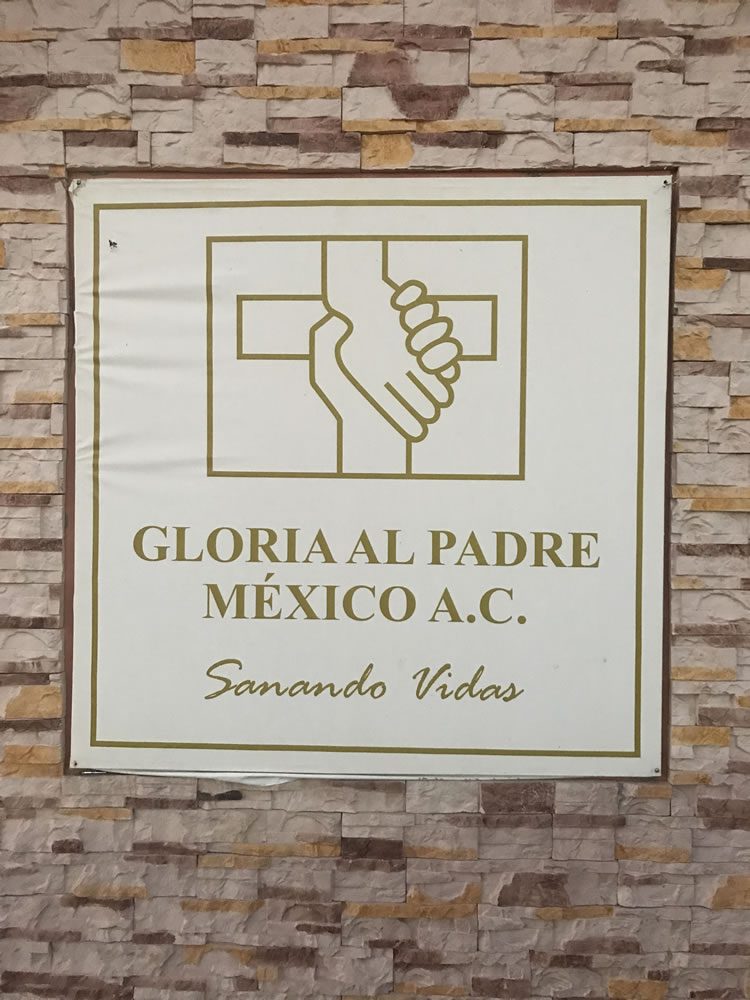 GLORIA AL PADRE
MÉXICO A.C.
Sanando Vidas